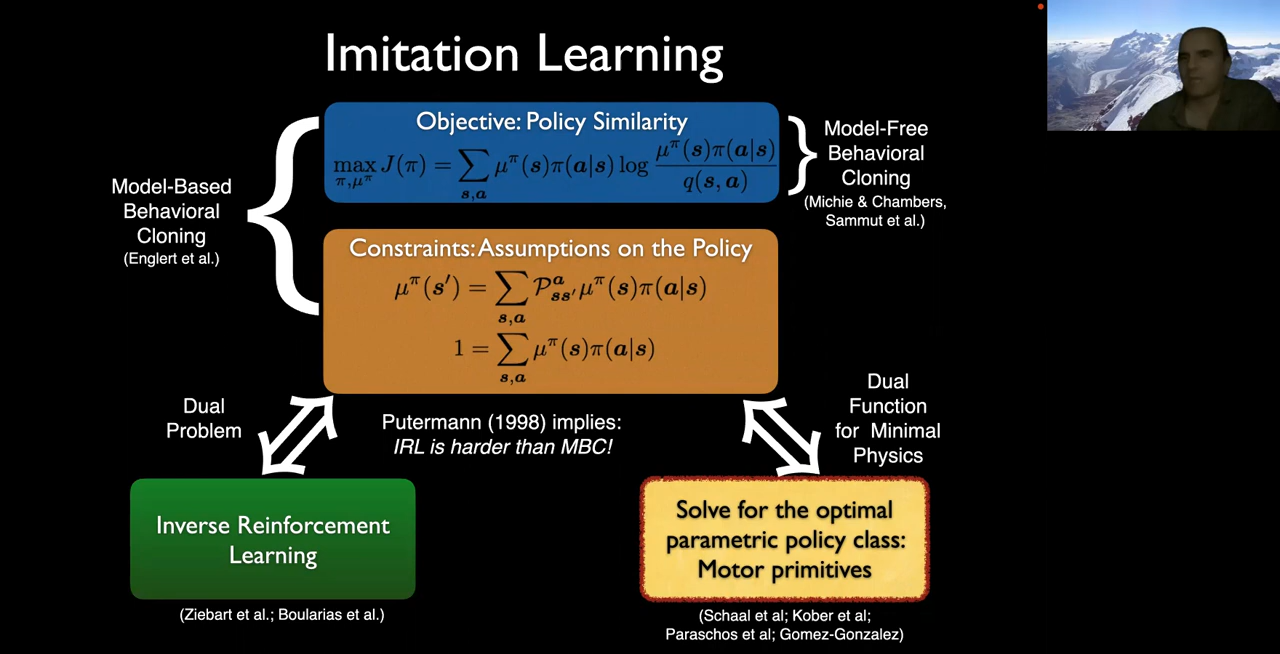 Imitation Learning
Objective: Policy Similarity
max J(π) = ∑ μ^π(s)π(a|s) log μ^π(s)π(a|s) / q(s, a)
π,μ^π s,a
Model-Free
Behavioral
Cloning
(Michie & Chambers,
Sammut et al.)
Model-Based
Behavioral
Cloning
(Englert et al.)
Constraints: Assumptions on the Policy
μ^π(s′) = ∑ 𝒫^a_ss′ μ^π(s)π(a|s)
s,a
1 = ∑ μ^π(s)π(a|s)
s,a
Dual
Problem
Putermann (1998) implies:
IRL is harder than MBC!
Dual
Function
for Minimal
Physics
Inverse Reinforcement
Learning
(Ziebart et al.; Boularias et al.)
Solve for the optimal
parametric policy class:
Motor primitives
(Schaal et al; Kober et al;
Paraschos et al; Gomez-Gonzalez)